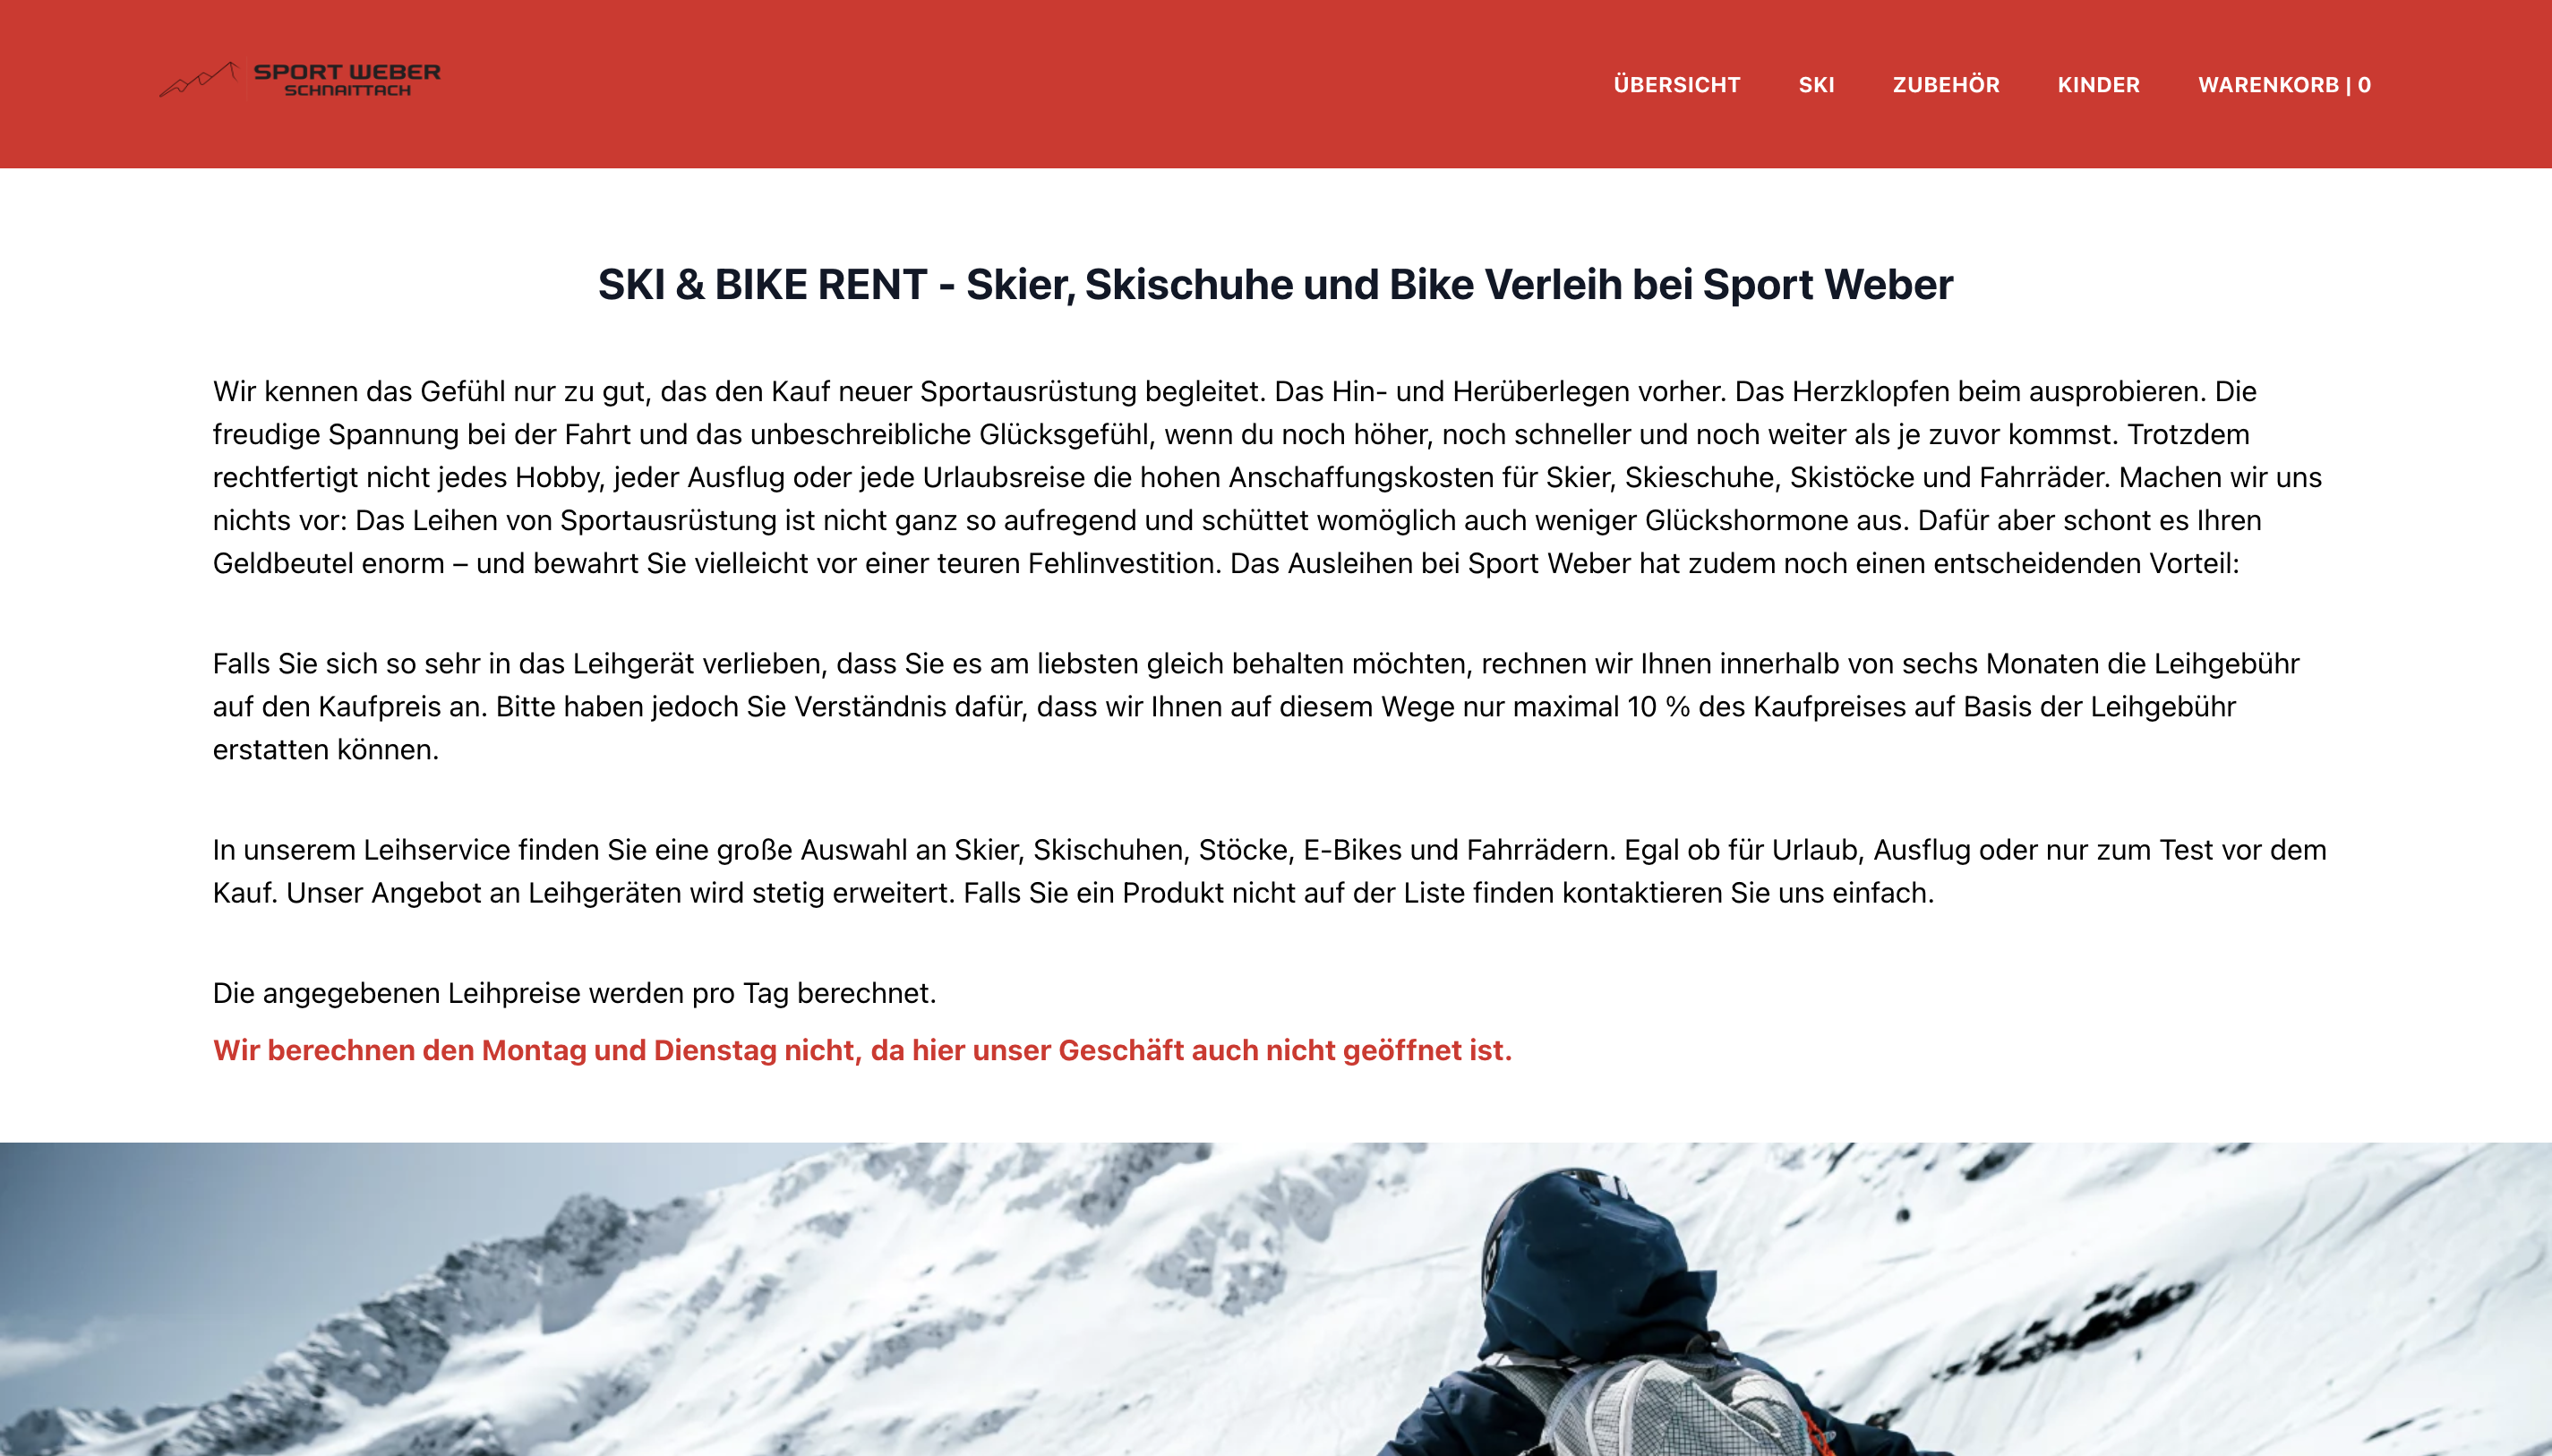 SPORT WEBER
SCHNAITTACH
ÜBERSICHT SKI ZUBEHÖR KINDER WARENKORB | 0
SKI & BIKE RENT - Skier, Skischuhe und Bike Verleih bei Sport Weber
Wir kennen das Gefühl nur zu gut, das den Kauf neuer Sportausrüstung begleitet. Das Hin- und Herüberlegen vorher. Das Herzklopfen beim ausprobieren. Die
freudige Spannung bei der Fahrt und das unbeschreibliche Glücksgefühl, wenn du noch höher, noch schneller und noch weiter als je zuvor kommst. Trotzdem
rechtfertigt nicht jedes Hobby, jeder Ausflug oder jede Urlaubsreise die hohen Anschaffungskosten für Skier, Skieschuhe, Skistöcke und Fahrräder. Machen wir uns
nichts vor: Das Leihen von Sportausrüstung ist nicht ganz so aufregend und schüttet womöglich auch weniger Glückshormone aus. Dafür aber schont es Ihren
Geldbeutel enorm – und bewahrt Sie vielleicht vor einer teuren Fehlinvestition. Das Ausleihen bei Sport Weber hat zudem noch einen entscheidenden Vorteil:
Falls Sie sich so sehr in das Leihgerät verlieben, dass Sie es am liebsten gleich behalten möchten, rechnen wir Ihnen innerhalb von sechs Monaten die Leihgebühr
auf den Kaufpreis an. Bitte haben jedoch Sie Verständnis dafür, dass wir Ihnen auf diesem Wege nur maximal 10 % des Kaufpreises auf Basis der Leihgebühr
erstatten können.
In unserem Leihservice finden Sie eine große Auswahl an Skier, Skischuhen, Stöcke, E-Bikes und Fahrrädern. Egal ob für Urlaub, Ausflug oder nur zum Test vor dem
Kauf. Unser Angebot an Leihgeräten wird stetig erweitert. Falls Sie ein Produkt nicht auf der Liste finden kontaktieren Sie uns einfach.
Die angegebenen Leihpreise werden pro Tag berechnet.
Wir berechnen den Montag und Dienstag nicht, da hier unser Geschäft auch nicht geöffnet ist.